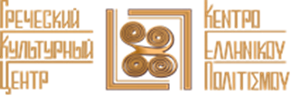 Греческий
Культурный
Центр
Κεντρο
Ελληνικου
Πολιτισμου